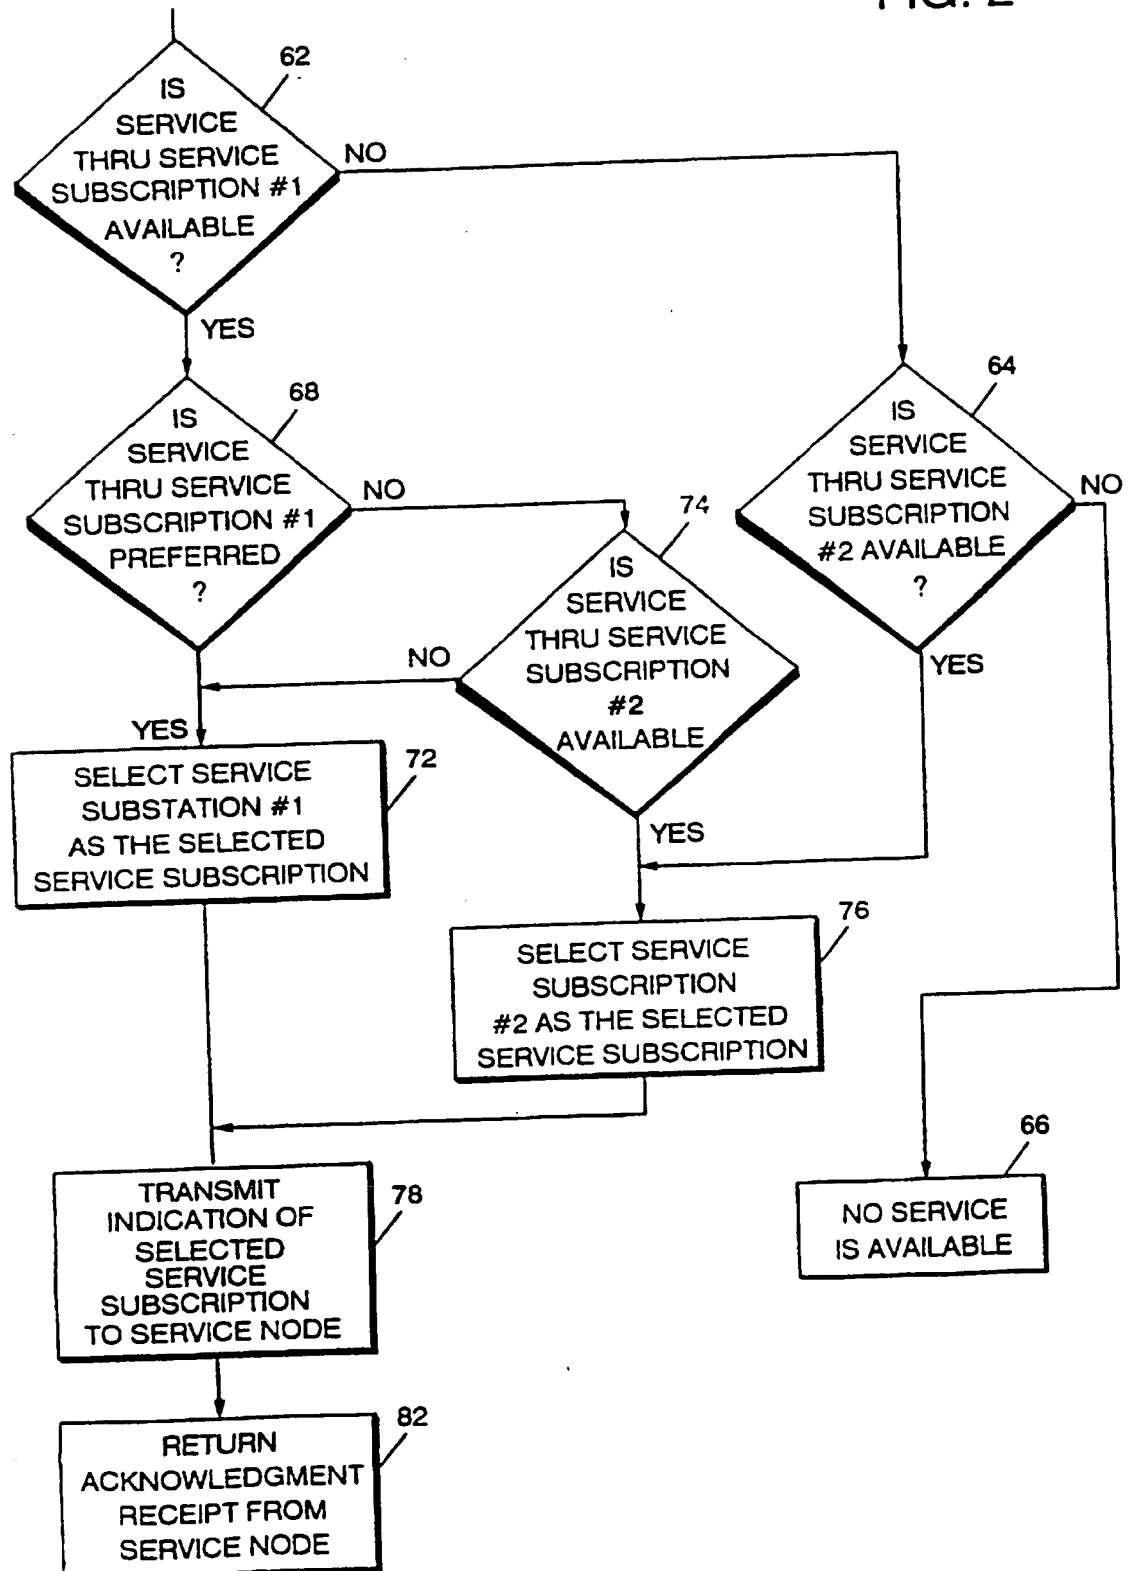 FIG. 2
62
IS
SERVICE
THRU SERVICE
SUBSCRIPTION #1
AVAILABLE
?
NO
YES
68
IS
SERVICE
THRU SERVICE
SUBSCRIPTION #1
PREFERRED
?
NO
YES
64
IS
SERVICE
THRU SERVICE
SUBSCRIPTION
#2 AVAILABLE
?
NO
YES
74
IS
SERVICE
THRU SERVICE
SUBSCRIPTION
#2
AVAILABLE
NO
YES
72
SELECT SERVICE
SUBSTATION #1
AS THE SELECTED
SERVICE SUBSCRIPTION
76
SELECT SERVICE
SUBSCRIPTION
#2 AS THE SELECTED
SERVICE SUBSCRIPTION
66
NO SERVICE
IS AVAILABLE
78
TRANSMIT
INDICATION OF
SELECTED
SERVICE
SUBSCRIPTION
TO SERVICE NODE
82
RETURN
ACKNOWLEDGMENT
RECEIPT FROM
SERVICE NODE